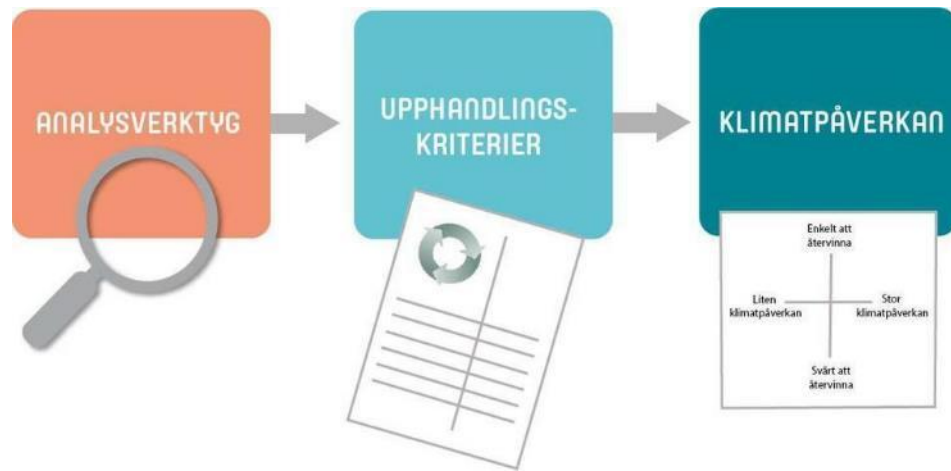 ANALYSVERKTYG
UPPHANDLINGS-
KRITERIER
KLIMATPÅVERKAN
Enkelt att
återvinna
Liten
klimatpåverkan
Stor
klimatpåverkan
Svårt att
återvinna